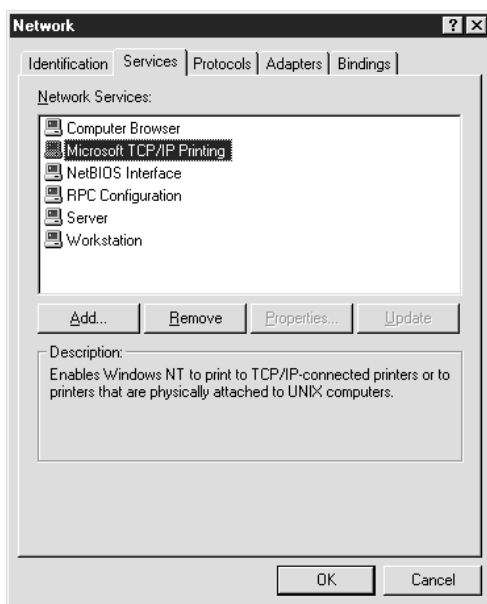 Network
Identification Services Protocols Adapters Bindings
Network Services:
Computer Browser
Microsoft TCP/IP Printing
NetBIOS Interface
RPC Configuration
Server
Workstation
Add... Remove Properties... Update
Description:
Enables Windows NT to print to TCP/IP-connected printers or to
printers that are physically attached to UNIX computers.
OK Cancel